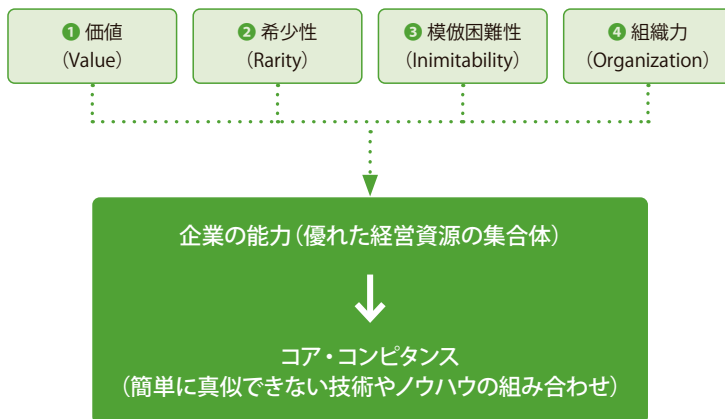 ❶ 価値
(Value)
❷ 希少性
(Rarity)
❸ 模倣困難性
(Inimitability)
❹ 組織力
(Organization)
企業の能力(優れた経営資源の集合体)
コア・コンピタンス
(簡単に真似できない技術やノウハウの組み合わせ)